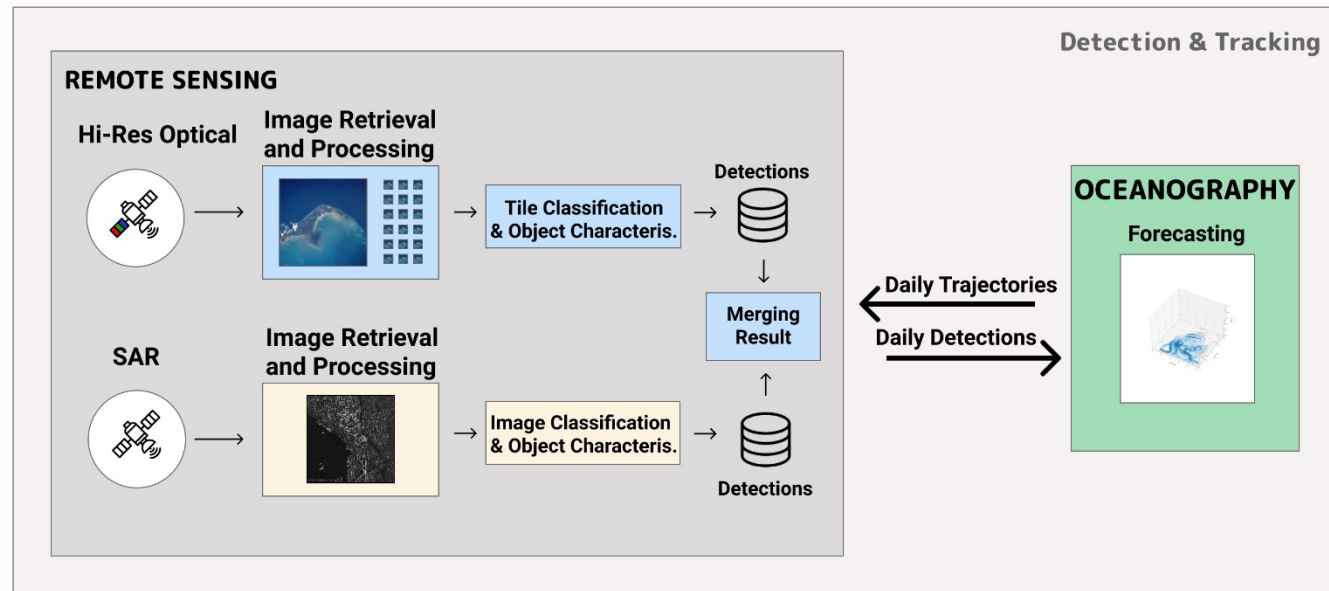 Detection & Tracking
REMOTE SENSING
Hi-Res Optical
Image Retrieval
and Processing
Tile Classification
& Object Characteris.
Detections
Merging
Result
SAR
Image Retrieval
and Processing
Image Classification
& Object Characteris.
Detections
Daily Trajectories
Daily Detections
OCEANOGRAPHY
Forecasting